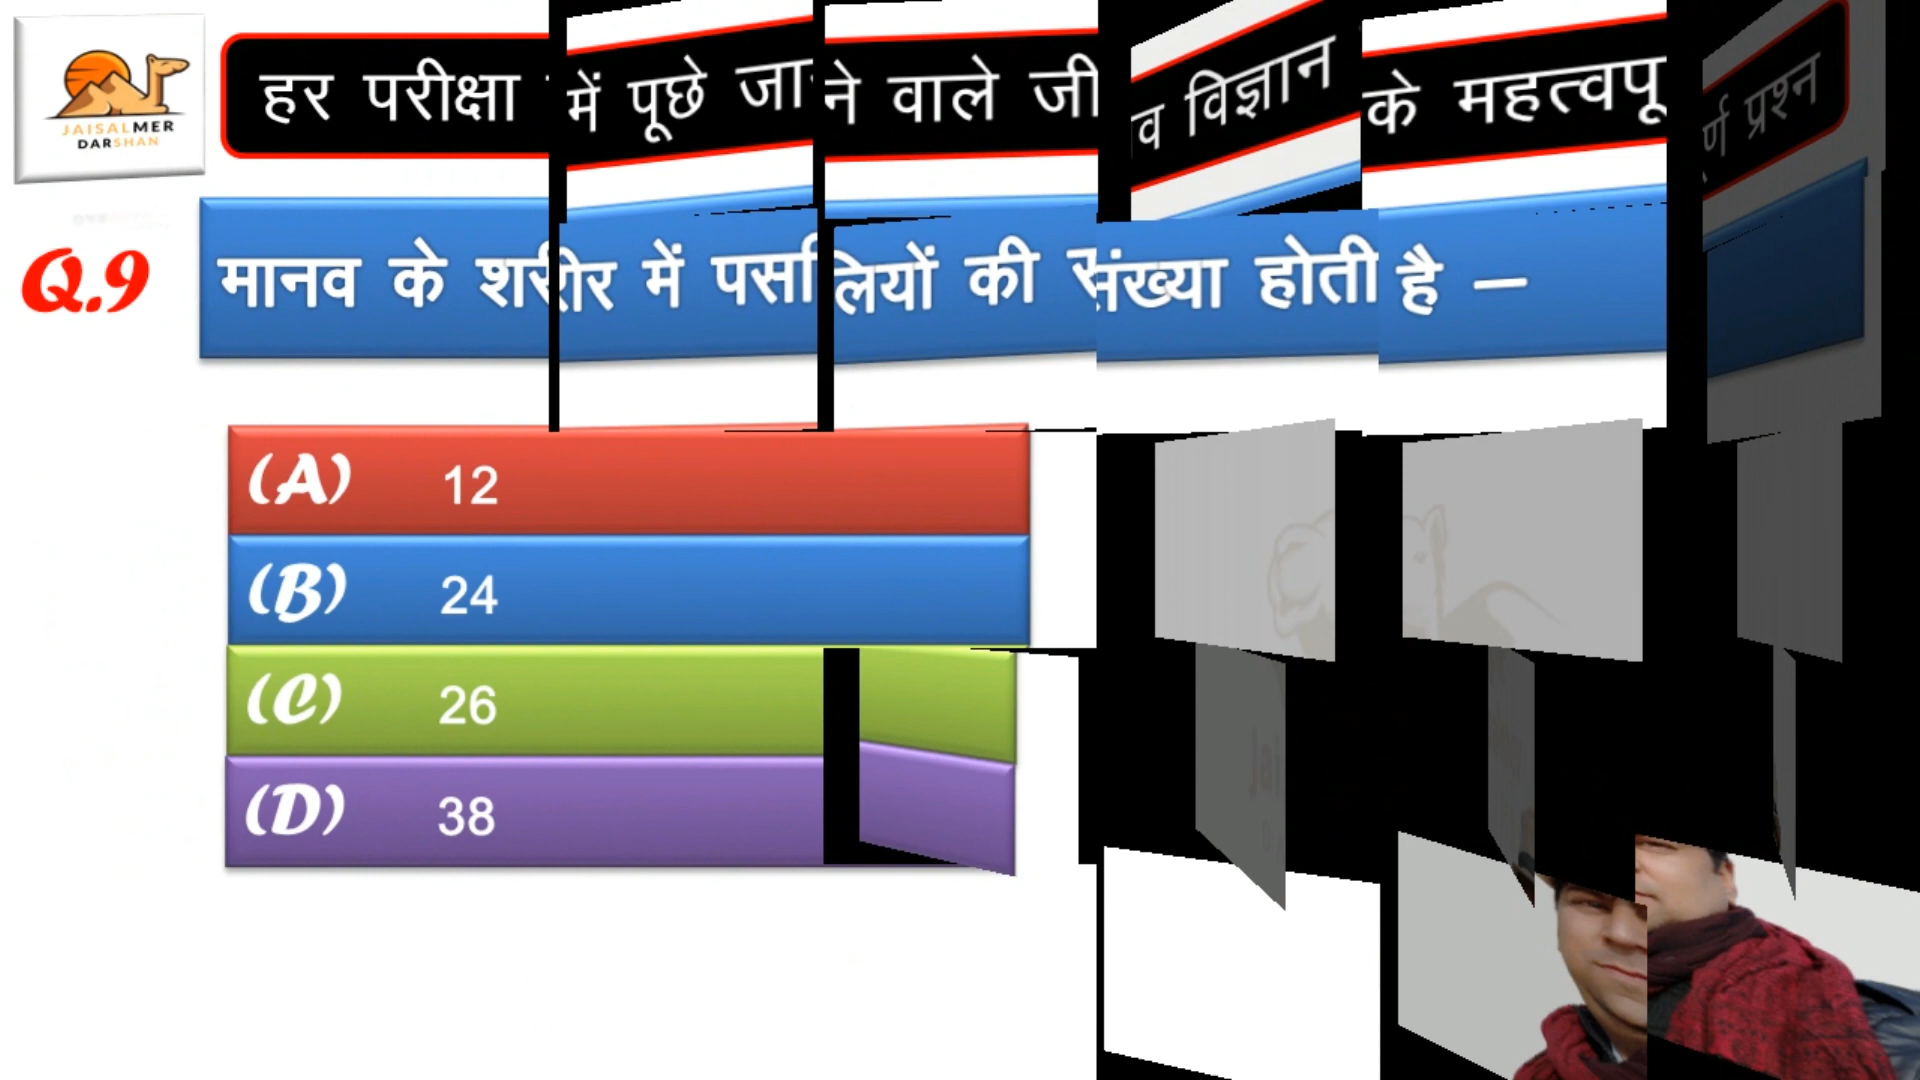 JAISALMER
DARSHAN
हर परीक्षा में पूछे जाने वाले जीव विज्ञान के महत्वपूर्ण प्रश्न
Q.9
मानव के शरीर में पसलियों की संख्या होती है –
(A) 12
(B) 24
(C) 26
(D) 38